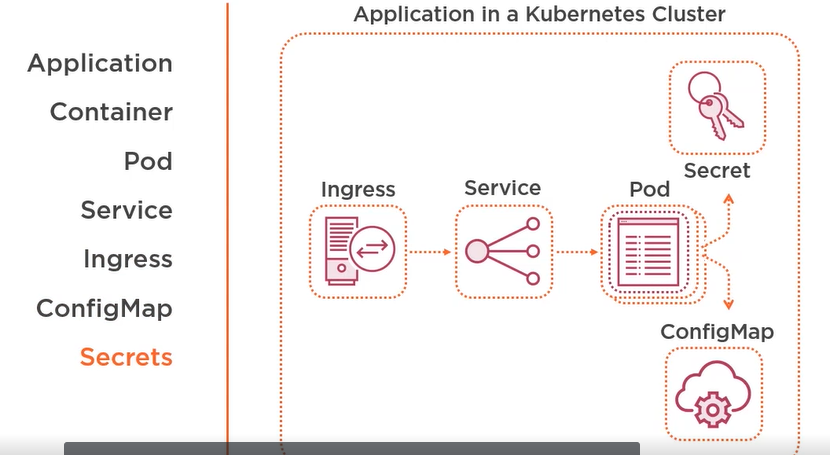 Application in a Kubernetes Cluster
Application
Container
Pod
Service
Ingress
ConfigMap
Secrets
Secret
Ingress
Service
Pod
ConfigMap